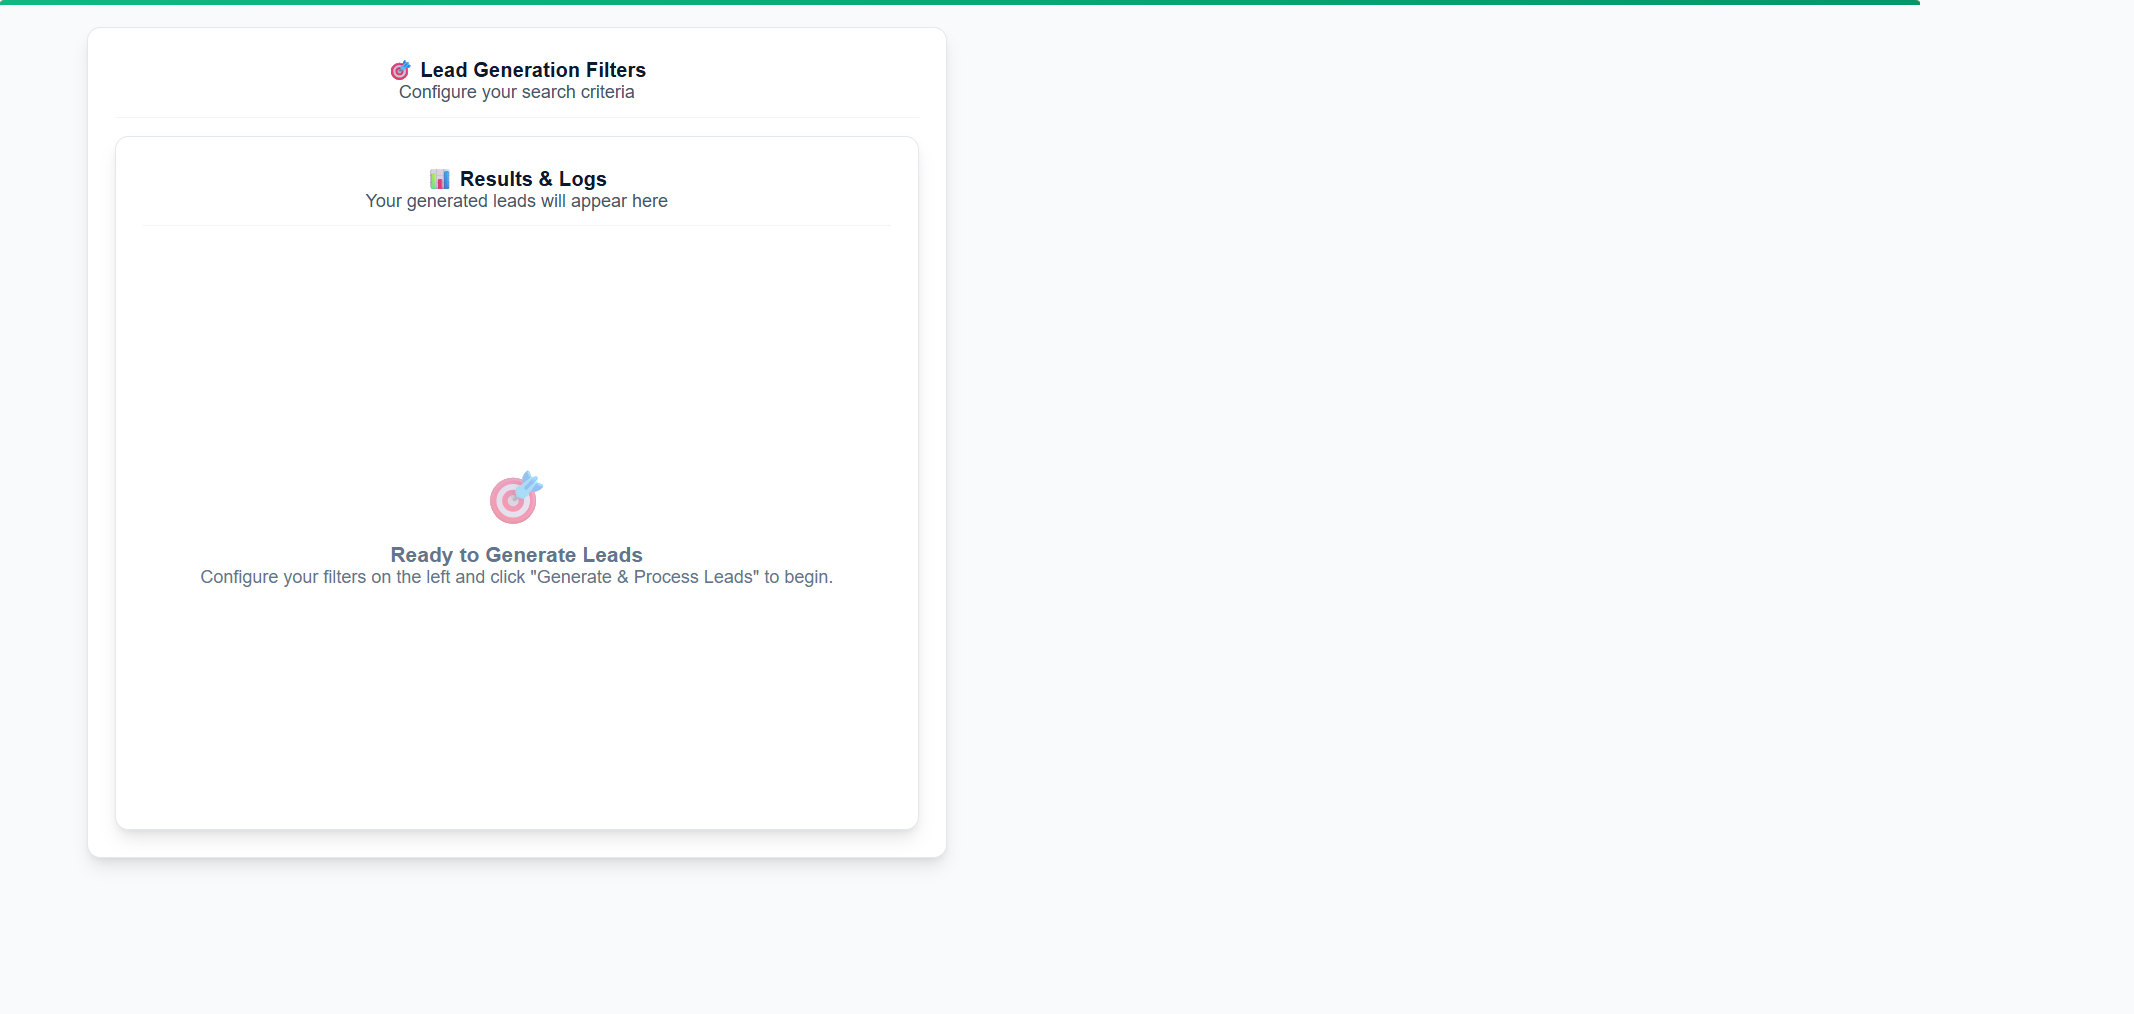 Lead Generation Filters
Configure your search criteria
Results & Logs
Your generated leads will appear here
Ready to Generate Leads
Configure your filters on the left and click "Generate & Process Leads" to begin.